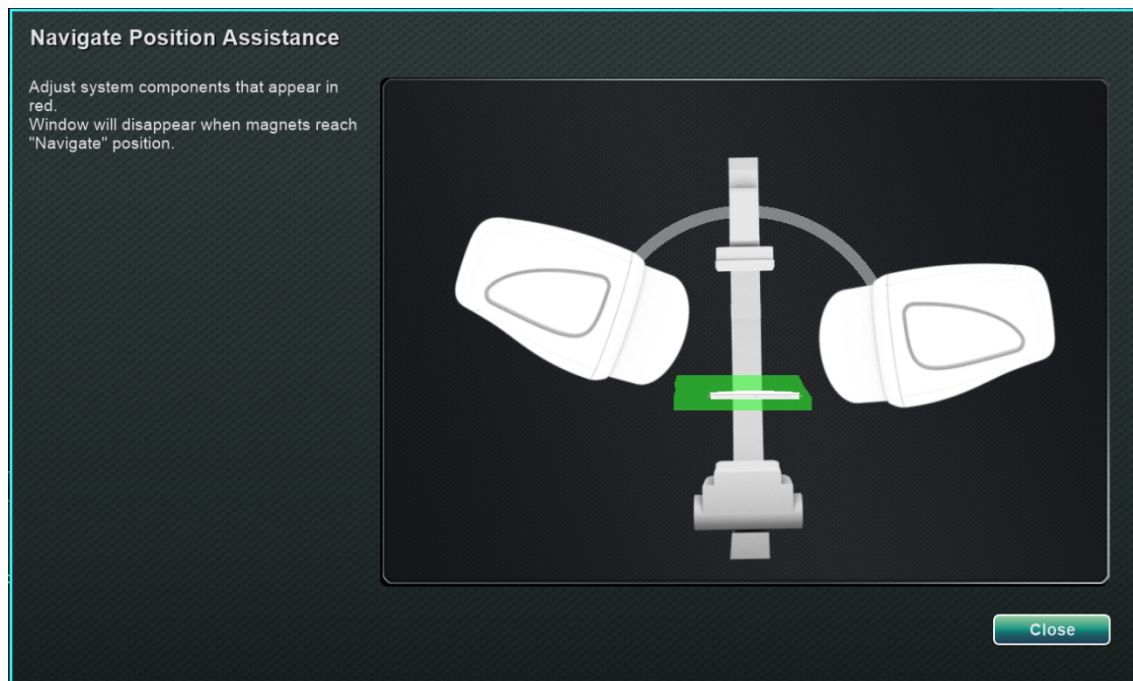 Navigate Position Assistance
Adjust system components that appear in
red.
Window will disappear when magnets reach
"Navigate" position.
Close